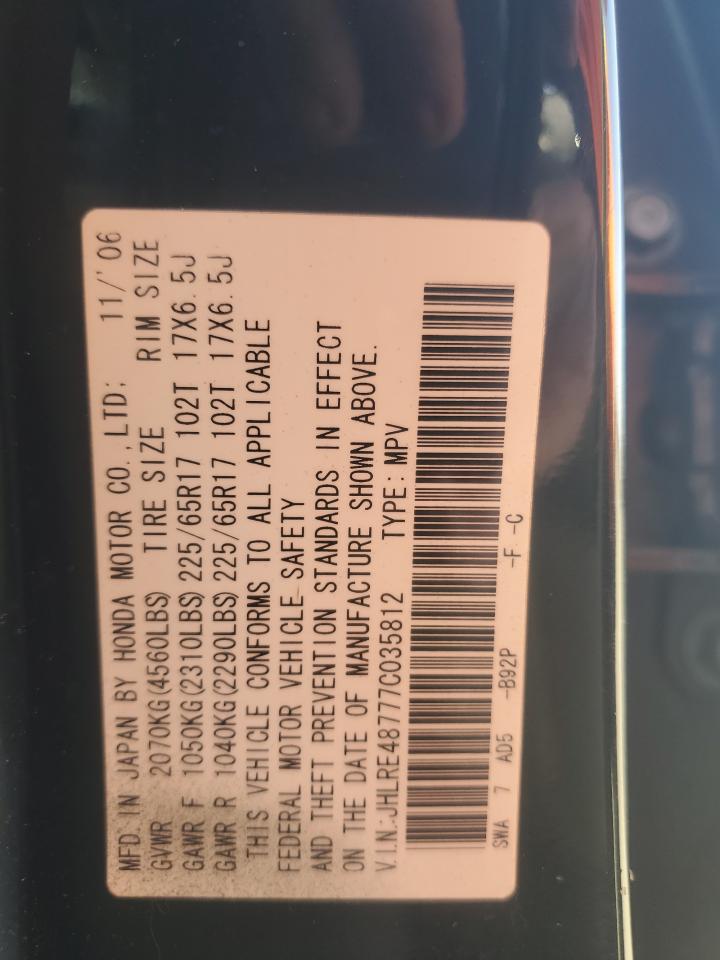 MFD. IN JAPAN BY HONDA MOTOR CO., LTD; 11/'06
GVWR 2070KG(4560LBS) TIRE SIZE RIM SIZE
GAWR F 1050KG(2310LBS) 225/65R17 102T 17X6.5J
GAWR R 1040KG(2290LBS) 225/65R17 102T 17X6.5J
THIS VEHICLE CONFORMS TO ALL APPLICABLE
FEDERAL MOTOR VEHICLE SAFETY
AND THEFT PREVENTION STANDARDS IN EFFECT
ON THE DATE OF MANUFACTURE SHOWN ABOVE.
V.I.N.:JHLRE48777C035812 TYPE:MPV
SWA 7 AD5 -B92P -F -C